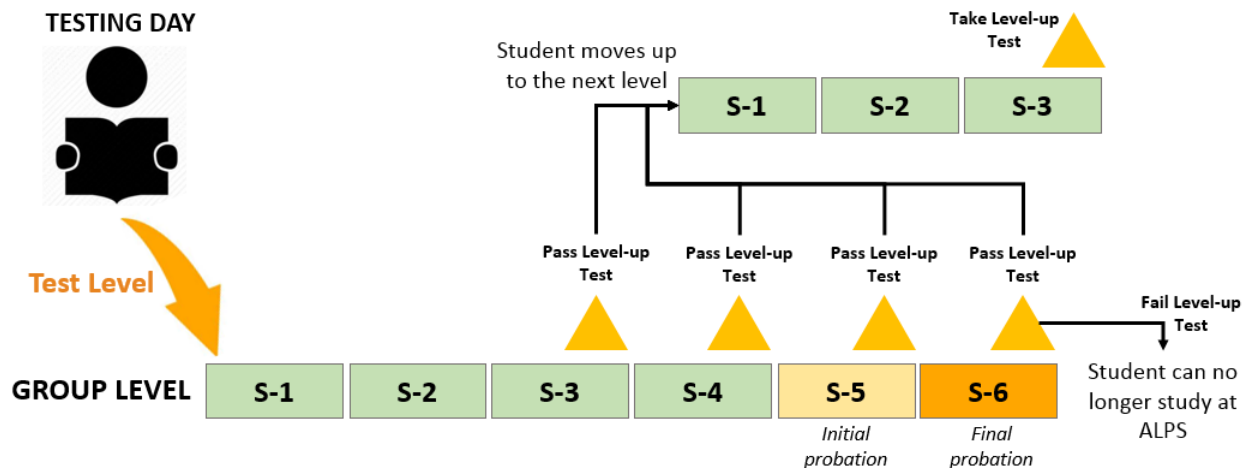 TESTING DAY
Take Level-up
Test
Student moves up
to the next level
S-1
S-2
S-3
Pass Level-up
Test
Pass Level-up
Test
Pass Level-up
Test
Pass Level-up
Test
Test Level
Fail Level-up
Test
GROUP LEVEL
S-1
S-2
S-3
S-4
S-5
S-6
Student can no
longer study at
ALPS
Initial
probation
Final
probation